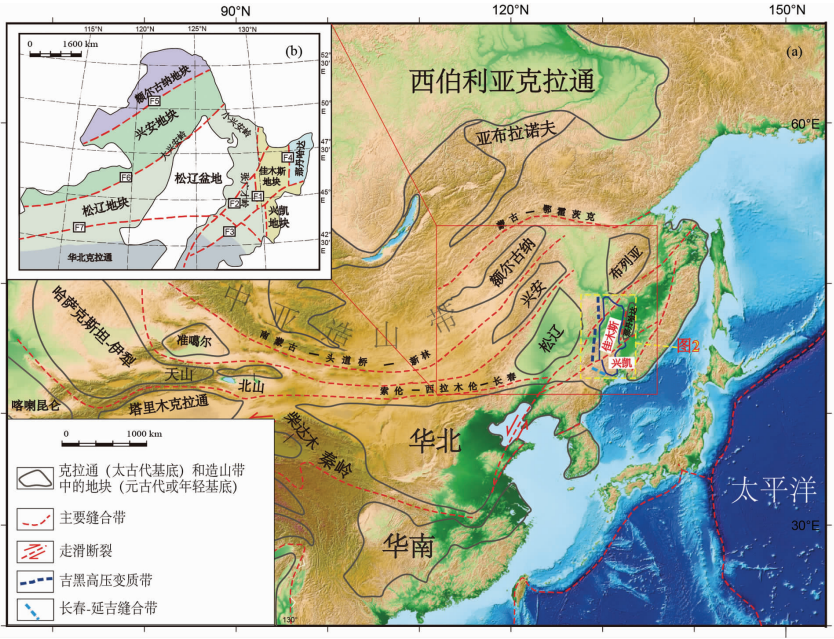 90°N
120°N
150°N
(a)
60°E
30°E
130°
115°N
120°N
125°N
130°N
0 1600 km
(b)
52°
30′
E
50°
E
47°
30′
E
45°
E
42°
30′
E
额尔古纳地块
F5
兴安地块
小兴安岭
大兴安岭
F6
松辽盆地
松辽地块
F7
佳木斯
地块
F4
那丹哈达
张广才岭
F2
F1
兴凯
地块
F3
华北克拉通
西伯利亚克拉通
亚布拉诺夫
蒙古—鄂霍茨克
额尔古纳
布列亚
兴安
松辽
佳木斯
兴凯
图2
中亚造山带
哈萨克斯坦 伊犁
准噶尔
南蒙古—头道桥—新林
天山
北山
索伦—西拉木伦—长春
喀喇昆仑
塔里木克拉通
柴达木
秦岭
华北
华南
太平洋
0 1000 km
克拉通（太古代基底）和造山带
中的地块（元古代或年轻基底）
主要缝合带
走滑断裂
吉黑高压变质带
长春-延吉缝合带